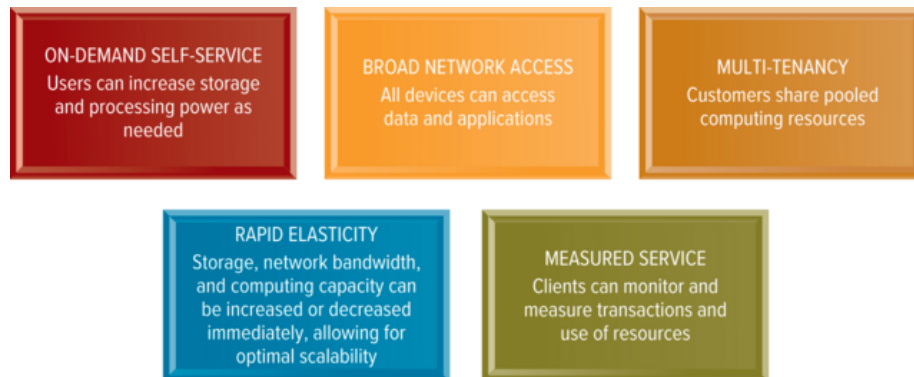 ON-DEMAND SELF-SERVICE
Users can increase storage
and processing power as
needed
BROAD NETWORK ACCESS
All devices can access
data and applications
MULTI-TENANCY
Customers share pooled
computing resources
RAPID ELASTICITY
Storage, network bandwidth,
and computing capacity can
be increased or decreased
immediately, allowing for
optimal scalability
MEASURED SERVICE
Clients can monitor and
measure transactions and
use of resources